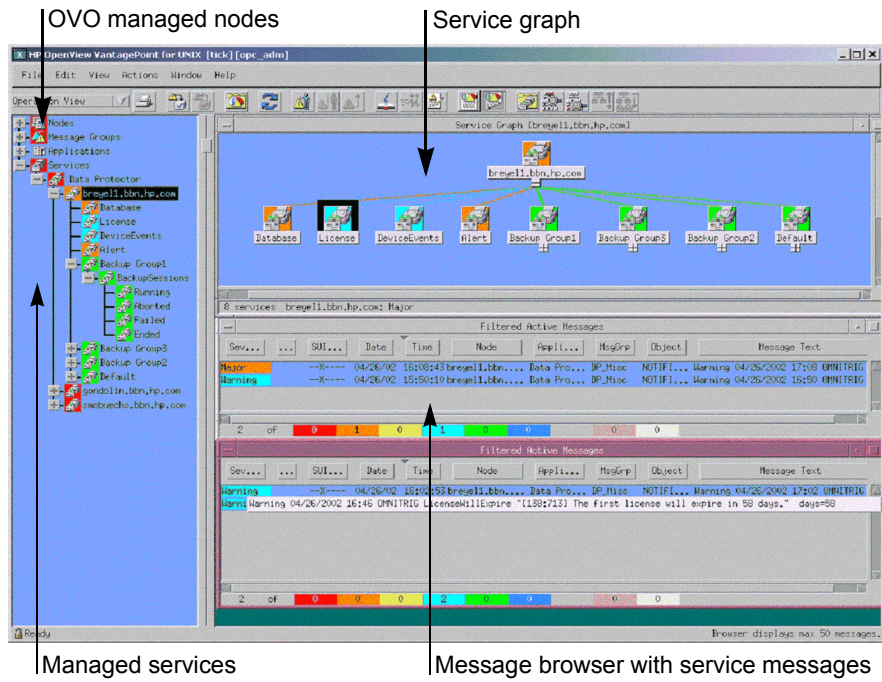 OVO managed nodes
Service graph
HP OpenView VantagePoint for UNIX [tick] [opc_adm]
File Edit View Actions Window Help
Operation View
Nodes
Message Groups
Applications
Services
Data Protector
breyel1.bbn.hp.com
Database
License
DeviceEvents
Alert
Backup Group1
BackupSessions
Running
Aborted
Failed
Ended
Backup Group3
Backup Group2
Default
gondolin.bbn.hp.com
smobuechs.bbn.hp.com
Service Graph [breyel1.bbn.hp.com]
breyel1.bbn.hp.com
Database License DeviceEvents Alert Backup Group1 Backup Group3 Backup Group2 Default
8 services breyel1.bbn.hp.com: Major
Filtered Active Messages
Sev... ... SUI... Date Time Node Appli... MsgGrp Object Message Text
Major --X---- 04/26/02 16:08:43 breyel1.bbn.... Data Pro... DP_Misc NOTIFI... Warning 04/26/2002 17:08 OMNITRIG
Warning --X---- 04/26/02 15:50:10 breyel1.bbn.... Data Pro... DP_Misc NOTIFI... Warning 04/26/2002 16:50 OMNITRIG
2 of 0 1 0 1 0 0 0 0
Filtered Active Messages
Sev... ... SUI... Date Time Node Appli... MsgGrp Object Message Text
Warning --X---- 04/26/02 16:02:53 breyel1.bbn.... Data Pro... DP_Misc NOTIFI... Warning 04/26/2002 17:02 OMNITRIG
Warni Warning 04/26/2002 16:46 OMNITRIG LicenseWillExpire "[138:713] The first license will expire in 58 days." days=58
2 of 0 0 0 2 0 0 0 0
Ready
Browser displays max 50 messages.
Managed services
Message browser with service messages